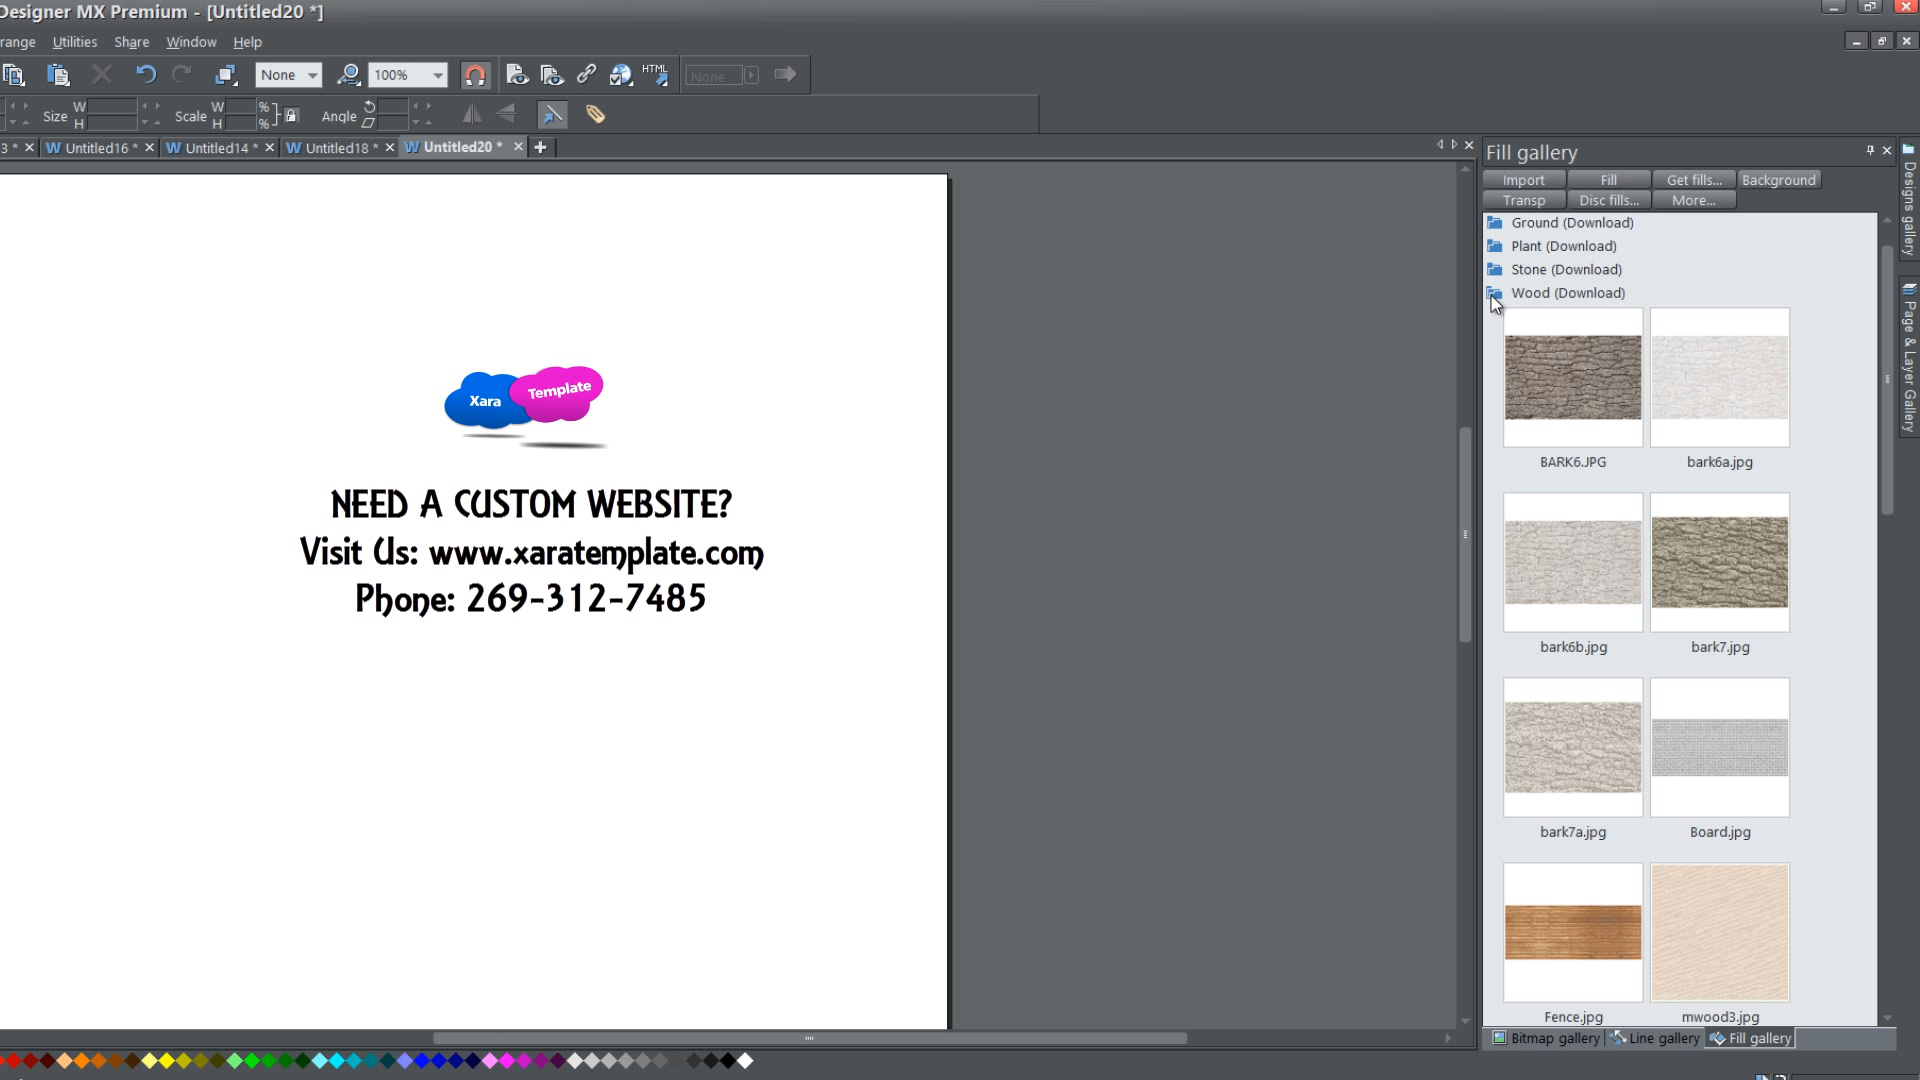 Designer MX Premium - [Untitled20 *]
range Utilities Share Window Help
None 100% HTML None
Size W H Scale W H % % Angle
3 * Untitled16 * Untitled14 * Untitled18 * Untitled20 *
Xara Template
NEED A CUSTOM WEBSITE?
Visit Us: www.xaratemplate.com
Phone: 269-312-7485
Fill gallery
Import Fill Get fills... Background
Transp Disc fills... More...
Ground (Download)
Plant (Download)
Stone (Download)
Wood (Download)
BARK6.JPG bark6a.jpg
bark6b.jpg bark7.jpg
bark7a.jpg Board.jpg
Fence.jpg mwood3.jpg
Bitmap gallery Line gallery Fill gallery
Designs gallery
Page & Layer Gallery